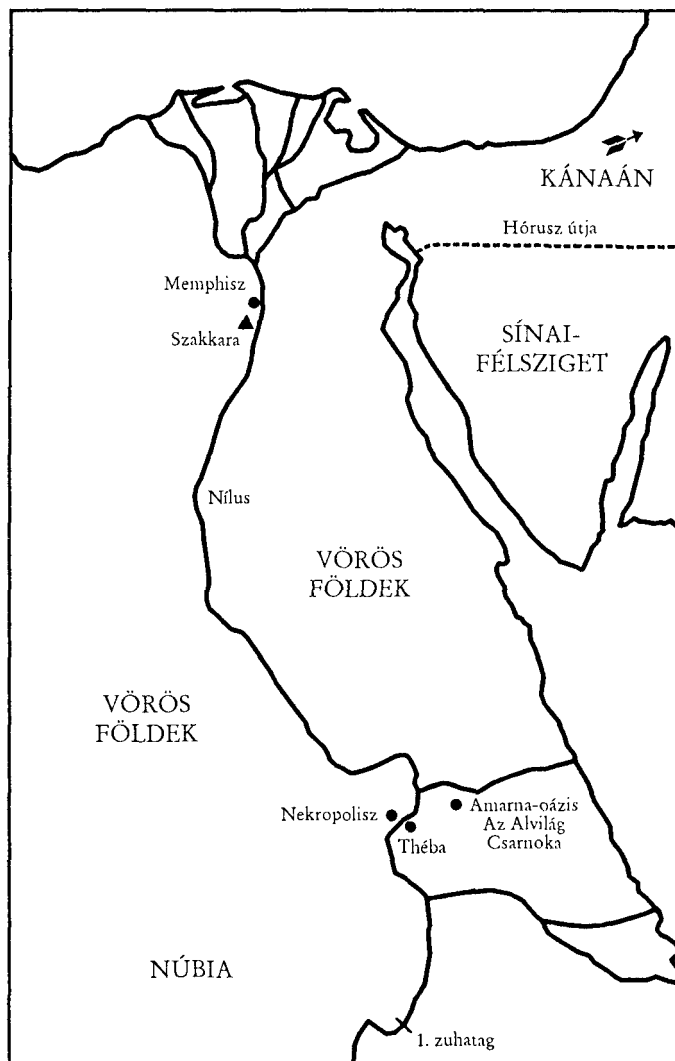 KÁNAÁN
Hórusz útja
Memphisz
Szakkara
SÍNAI-
FÉLSZIGET
Nílus
VÖRÖS
FÖLDEK
VÖRÖS
FÖLDEK
Nekropolisz
Théba
Amarna-oázis
Az Alvilág
Csarnoka
NÚBIA
1. zuhatag